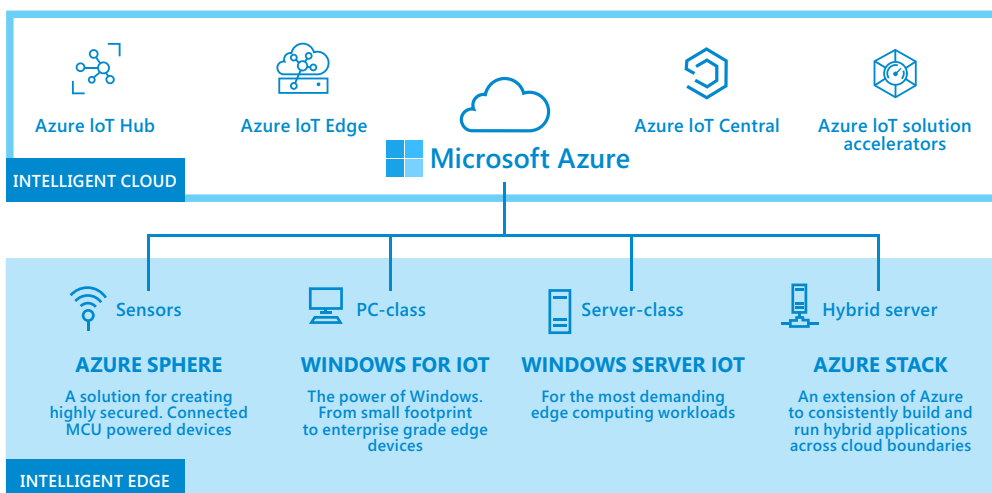 Azure IoT Hub
Azure IoT Edge
Microsoft Azure
Azure IoT Central
Azure IoT solution
accelerators
INTELLIGENT CLOUD
Sensors
AZURE SPHERE
A solution for creating
highly secured. Connected
MCU powered devices
PC-class
WINDOWS FOR IOT
The power of Windows.
From small footprint
to enterprise grade edge
devices
Server-class
WINDOWS SERVER IOT
For the most demanding
edge computing workloads
Hybrid server
AZURE STACK
An extension of Azure
to consistently build and
run hybrid applications
across cloud boundaries
INTELLIGENT EDGE